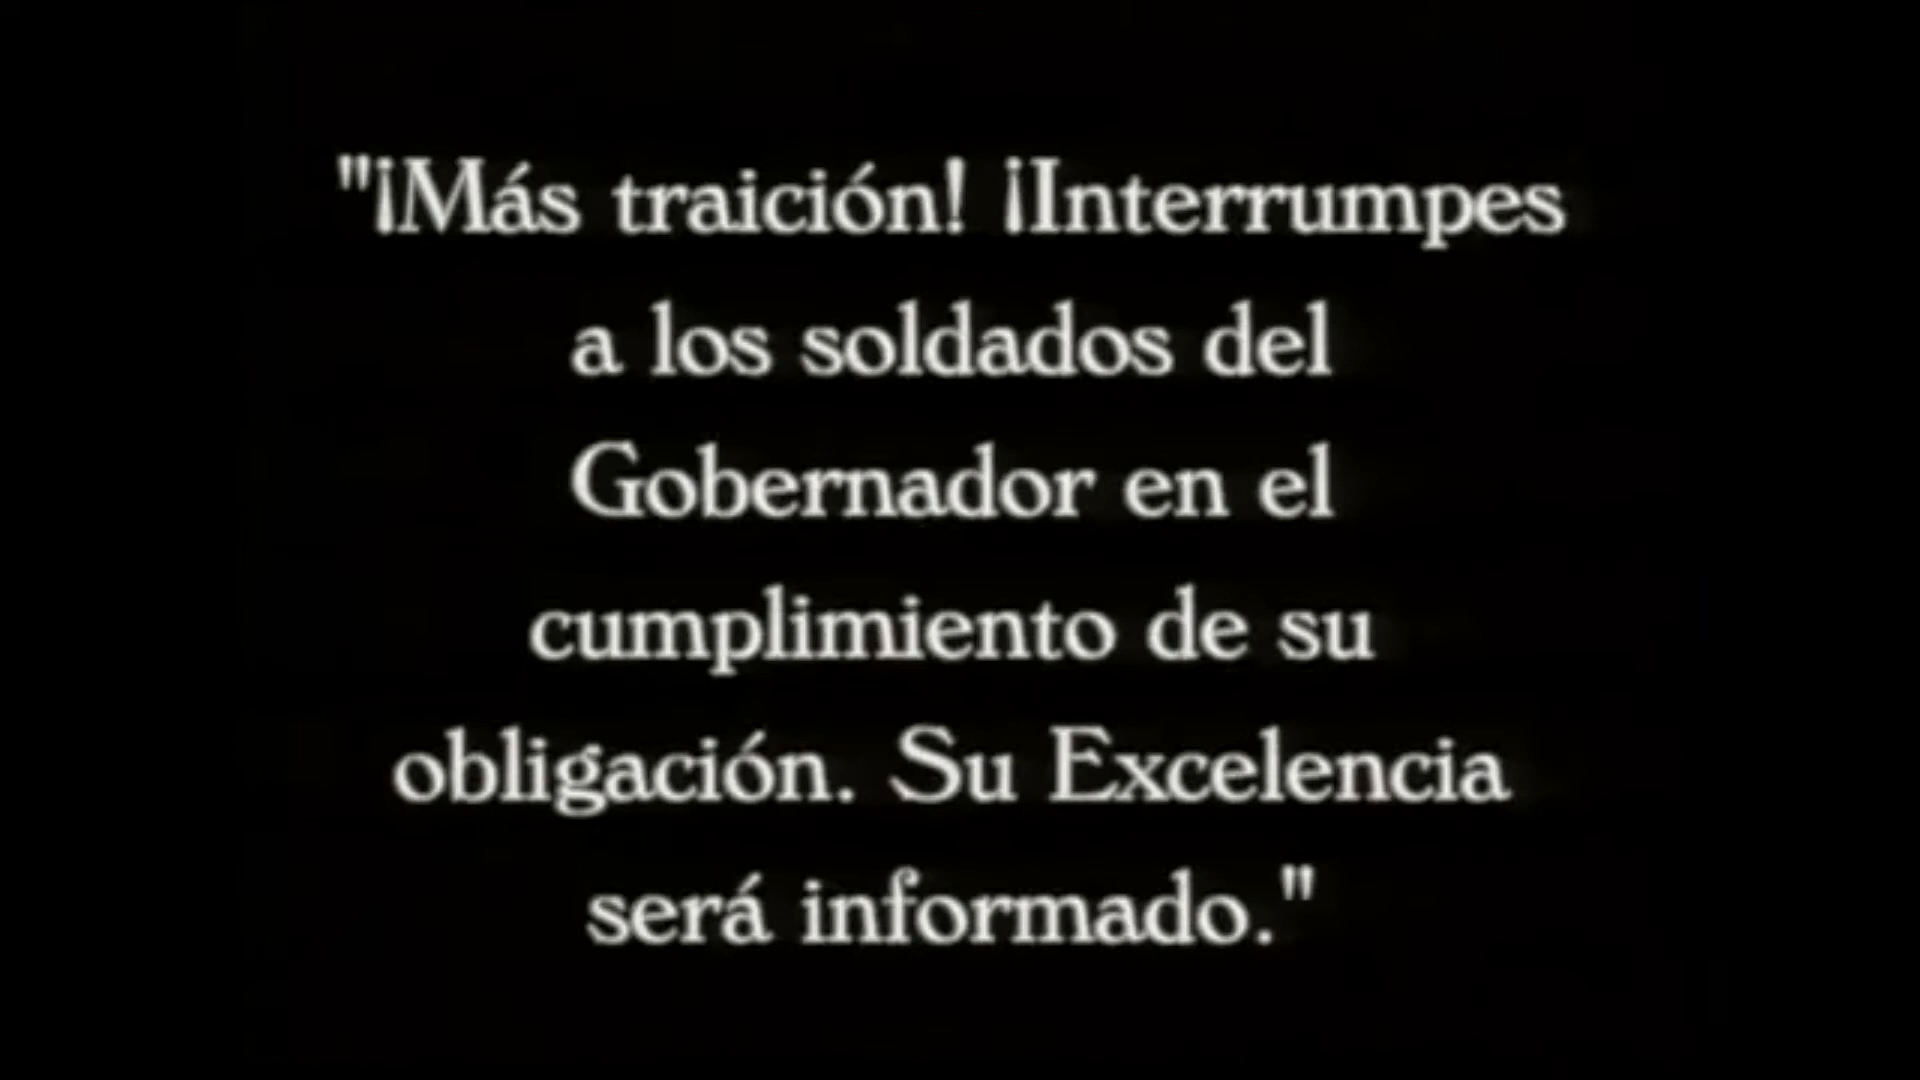 "¡Más traición! ¡Interrumpes
a los soldados del
Gobernador en el
cumplimiento de su
obligación. Su Excelencia
será informado."